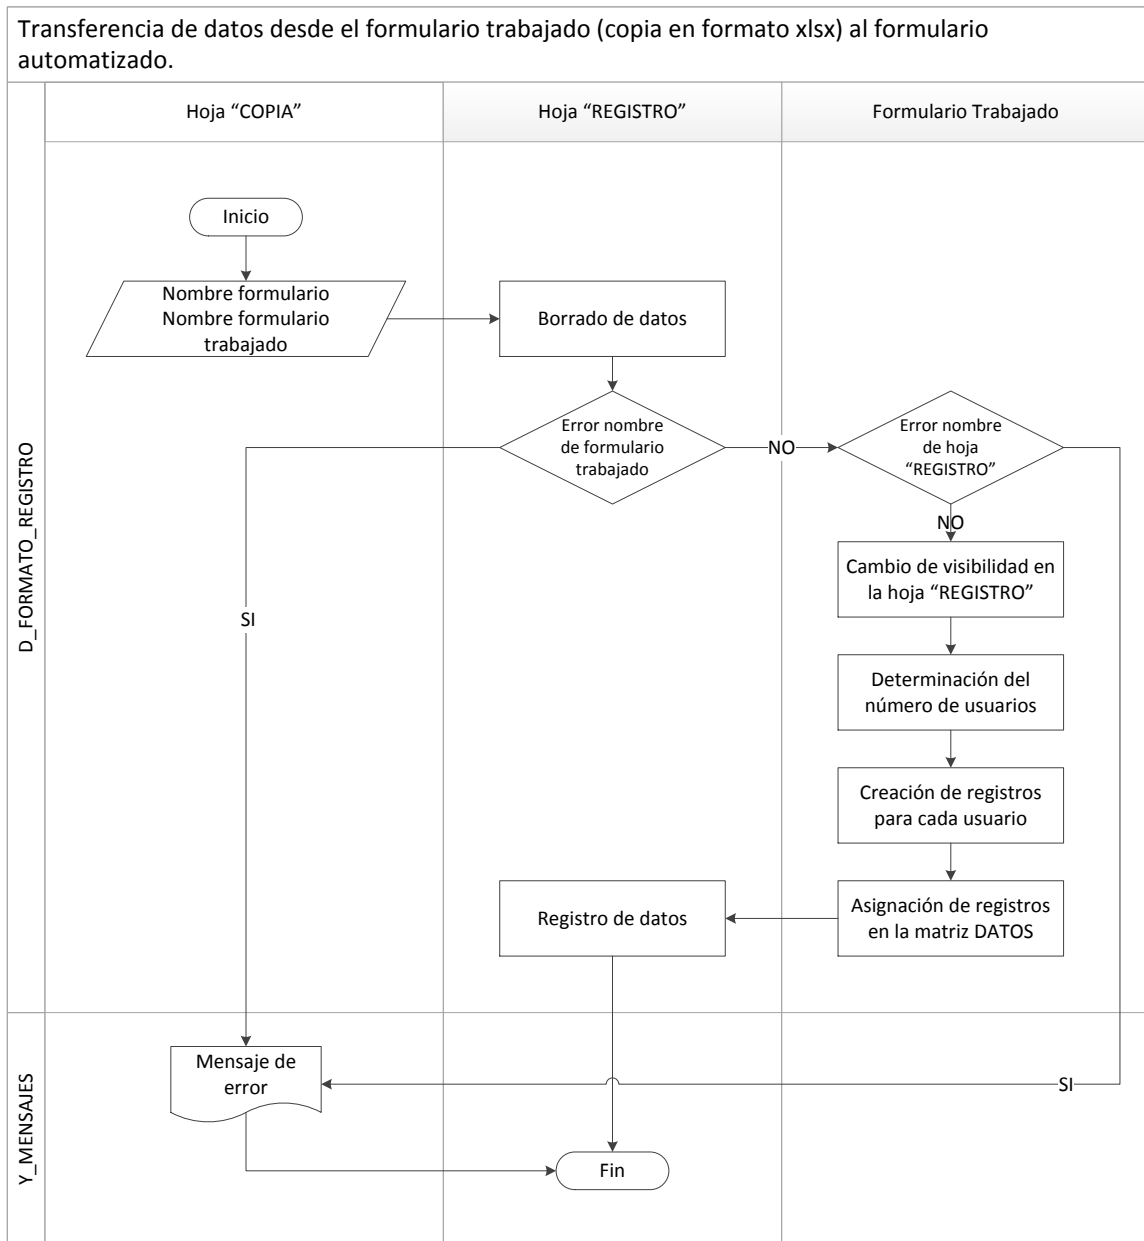 Transferencia de datos desde el formulario trabajado (copia en formato xlsx) al formulario
automatizado.
Hoja “COPIA”
Hoja “REGISTRO”
Formulario Trabajado
D_FORMATO_REGISTRO
Inicio
Nombre formulario
Nombre formulario
trabajado
Borrado de datos
Error nombre
de formulario
trabajado
NO
Error nombre
de hoja
“REGISTRO”
NO
SI
Cambio de visibilidad en
la hoja “REGISTRO”
Determinación del
número de usuarios
Creación de registros
para cada usuario
Asignación de registros
en la matriz DATOS
Registro de datos
Y_MENSAJES
Mensaje de
error
SI
Fin